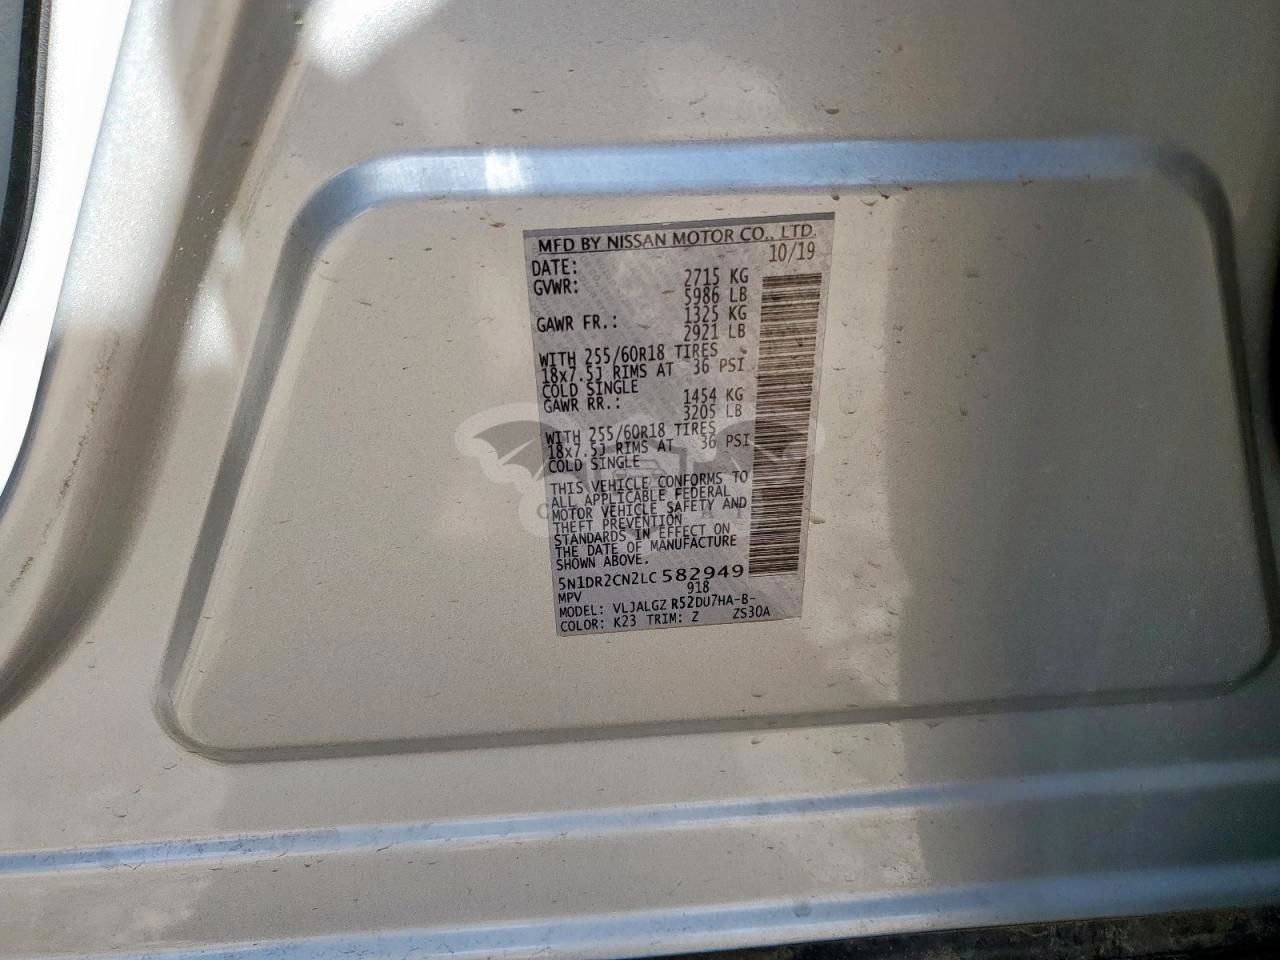 MFD BY NISSAN MOTOR CO., LTD.
DATE: 10/19
GVWR: 2715 KG
5986 LB
GAWR FR.: 1325 KG
2921 LB
WITH 255/60R18 TIRES
18x7.5J RIMS AT 36 PSI
COLD SINGLE
GAWR RR.: 1454 KG
3205 LB
WITH 255/60R18 TIRES
18x7.5J RIMS AT 36 PSI
COLD SINGLE
THIS VEHICLE CONFORMS TO
ALL APPLICABLE FEDERAL
MOTOR VEHICLE SAFETY AND
THEFT PREVENTION
STANDARDS IN EFFECT ON
THE DATE OF MANUFACTURE
SHOWN ABOVE.
5N1DR2CN2LC582949
MPV 918
MODEL: VLJALGZ R52DU7HA-B-
COLOR: K23 TRIM: Z ZS30A